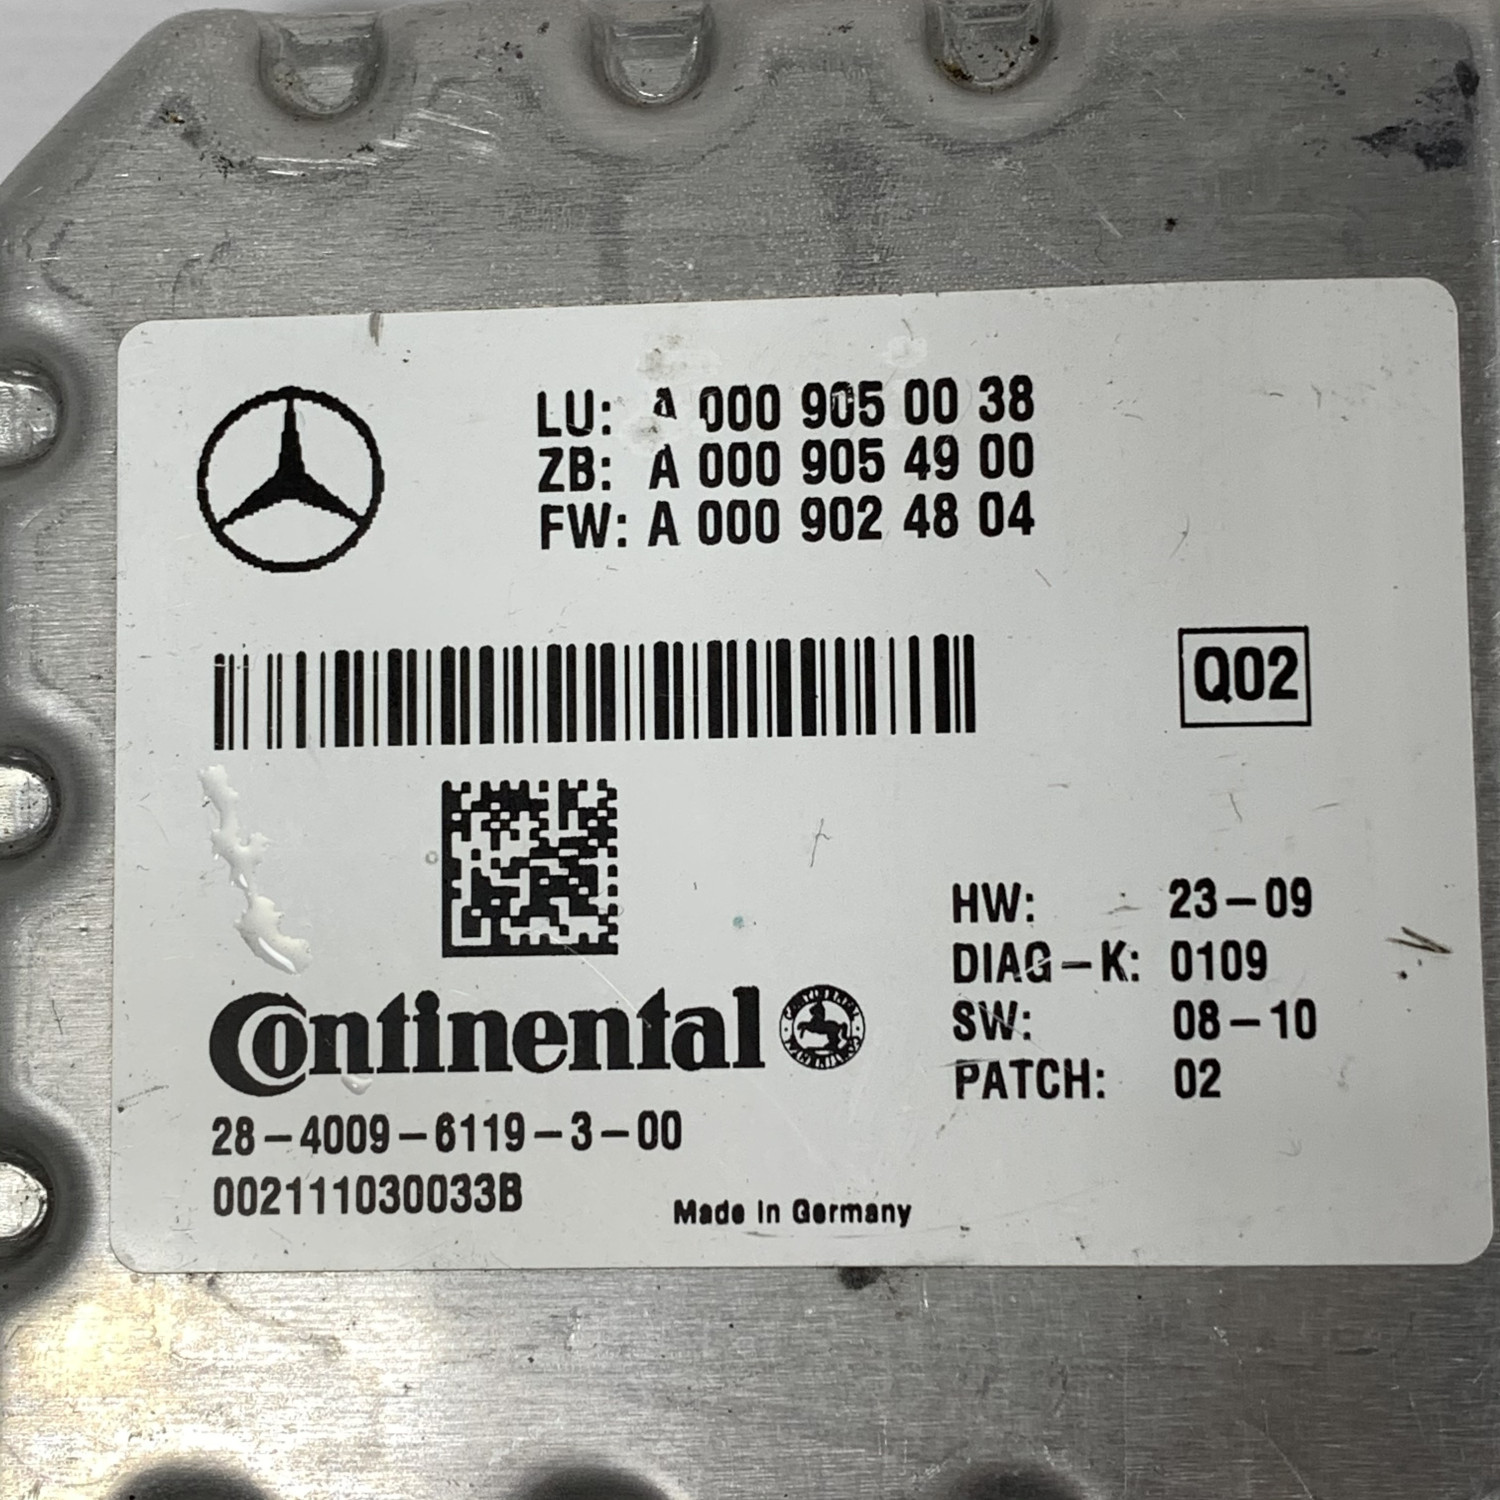 LU: A 000 905 00 38
ZB: A 000 905 49 00
FW: A 000 902 48 04
Q02
HW: 23-09
DIAG-K: 0109
SW: 08-10
PATCH: 02
Continental
28-4009-6119-3-00
002111030033B
Made in Germany